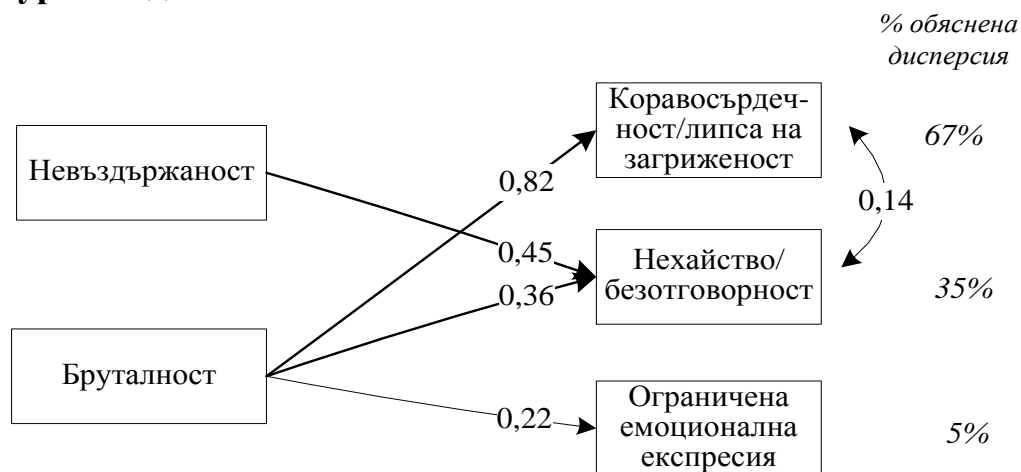 % обяснена
дисперсия
Коравосърдеч-
ност/липса на
загриженост
67%
Невъздържаност
0,82
0,14
0,45
Нехайство/
безотговорност
0,36
35%
Бруталност
0,22
Ограничена
емоционална
експресия
5%